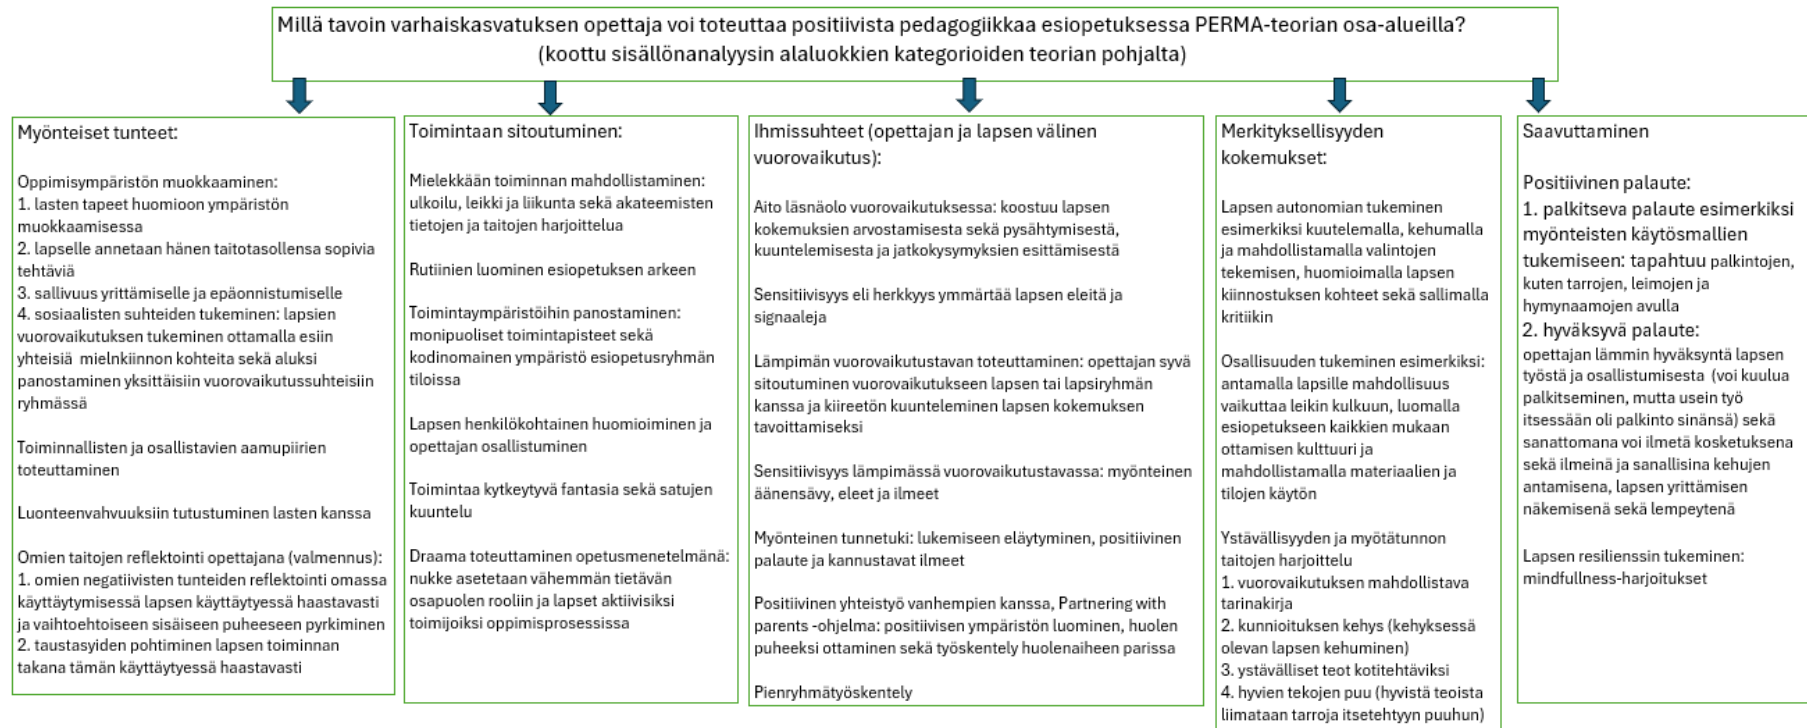 Millä tavoin varhaiskasvatuksen opettaja voi toteuttaa positiivista pedagogiikkaa esiopetuksessa PERMA-teorian osa-alueilla?
(koottu sisällönanalyysin alaluokkien kategorioiden teorian pohjalta)
Myönteiset tunteet:
Oppimisympäristön muokkaaminen:
1. lasten tapeet huomioon ympäristön
muokkaamisessa
2. lapselle annetaan hänen taitotasollensa sopivia
tehtäviä
3. sallivuus yrittämiselle ja epäonnistumiselle
4. sosiaalisten suhteiden tukeminen: lapsien
vuorovaikutuksen tukeminen ottamalla esiin
yhteisiä mielnkiinnon kohteita sekä aluksi
panostaminen yksittäisiin vuorovaikutussuhteisiin
ryhmässä
Toiminnallisten ja osallistavien aamupiirien
toteuttaminen
Luonteenvahvuuksiin tutustuminen lasten kanssa
Omien taitojen reflektointi opettajana (valmennus):
1. omien negatiivisten tunteiden reflektointi omassa
käyttäytymisessä lapsen käyttäytyessä haastavasti
ja vaihtoehtoiseen sisäiseen puheeseen pyrkiminen
2. taustasyiden pohtiminen lapsen toiminnan
takana tämän käyttäytyessä haastavasti
Toimintaan sitoutuminen:
Mielekkään toiminnan mahdollistaminen:
ulkoilu, leikki ja liikunta sekä akateemisten
tietojen ja taitojen harjoittelua
Rutiinien luominen esiopetuksen arkeen
Toimintaympäristöihin panostaminen:
monipuoliset toimintapisteet sekä
kodinomainen ympäristö esiopetusryhmän
tiloissa
Lapsen henkilökohtainen huomioiminen ja
opettajan osallistuminen
Toimintaa kytkeytyvä fantasia sekä satujen
kuuntelu
Draama toteuttaminen opetusmenetelmänä:
nukke asetetaan vähemmän tietävän
osapuolen rooliin ja lapset aktiivisiksi
toimijoiksi oppimisprosessissa
Ihmissuhteet (opettajan ja lapsen välinen
vuorovaikutus):
Aito läsnäolo vuorovaikutuksessa: koostuu lapsen
kokemuksien arvostamisesta sekä pysähtymisestä,
kuuntelemisesta ja jatkokysymyksien esittämisestä
Sensitiivisyys eli herkkyys ymmärtää lapsen eleitä ja
signaaleja
Lämpimän vuorovaikutustavan toteuttaminen: opettajan syvä
sitoutuminen vuorovaikutukseen lapsen tai lapsiryhmän
kanssa ja kiireetön kuunteleminen lapsen kokemuksen
tavoittamiseksi
Sensitiivisyys lämpimässä vuorovaikutustavassa: myönteinen
äänensävy, eleet ja ilmeet
Myönteinen tunnetuki: lukemiseen eläytyminen, positiivinen
palaute ja kannustavat ilmeet
Positiivinen yhteistyö vanhempien kanssa, Partnering with
parents -ohjelma: positiivisen ympäristön luominen, huolen
puheeksi ottaminen sekä työskentely huolenaiheen parissa
Pienryhmätyöskentely
Merkityksellisyyden
kokemukset:
Lapsen autonomian tukeminen
esimerkiksi kuutelemalla, kehumalla
ja mahdollistamalla valintojen
tekemisen, huomioimalla lapsen
kiinnostuksen kohteet sekä sallimalla
kritiikin
Osallisuuden tukeminen esimerkiksi:
antamalla lapsille mahdollisuus
vaikuttaa leikin kulkuun, luomalla
esiopetukseen kaikkien mukaan
ottamisen kulttuuri ja
mahdollistamalla materiaalien ja
tilojen käytön
Ystävällisyyden ja myötätunnon
taitojen harjoittelu
1. vuorovaikutuksen mahdollistava
tarinakirja
2. kunnioituksen kehys (kehyksessä
olevan lapsen kehuminen)
3. ystävälliset teot kotitehtäviksi
4. hyvien tekojen puu (hyvistä teoista
liimataan tarroja itsetehtyyn puuhun)
Saavuttaminen
Positiivinen palaute:
1. palkitseva palaute esimerkiksi
myönteisten käytösmallien
tukemiseen: tapahtuu palkintojen,
kuten tarrojen, leimojen ja
hymynaamojen avulla
2. hyväksyvä palaute:
opettajan lämmin hyväksyntä lapsen
työstä ja osallistumisesta (voi kuulua
palkitseminen, mutta usein työ
itsessään oli palkinto sinänsä) sekä
sanattomana voi ilmetä kosketuksena
sekä ilmeinä ja sanallisina kehujen
antamisena, lapsen yrittämisen
näkemisenä sekä lempeytenä
Lapsen resilienssin tukeminen:
mindfullness-harjoitukset